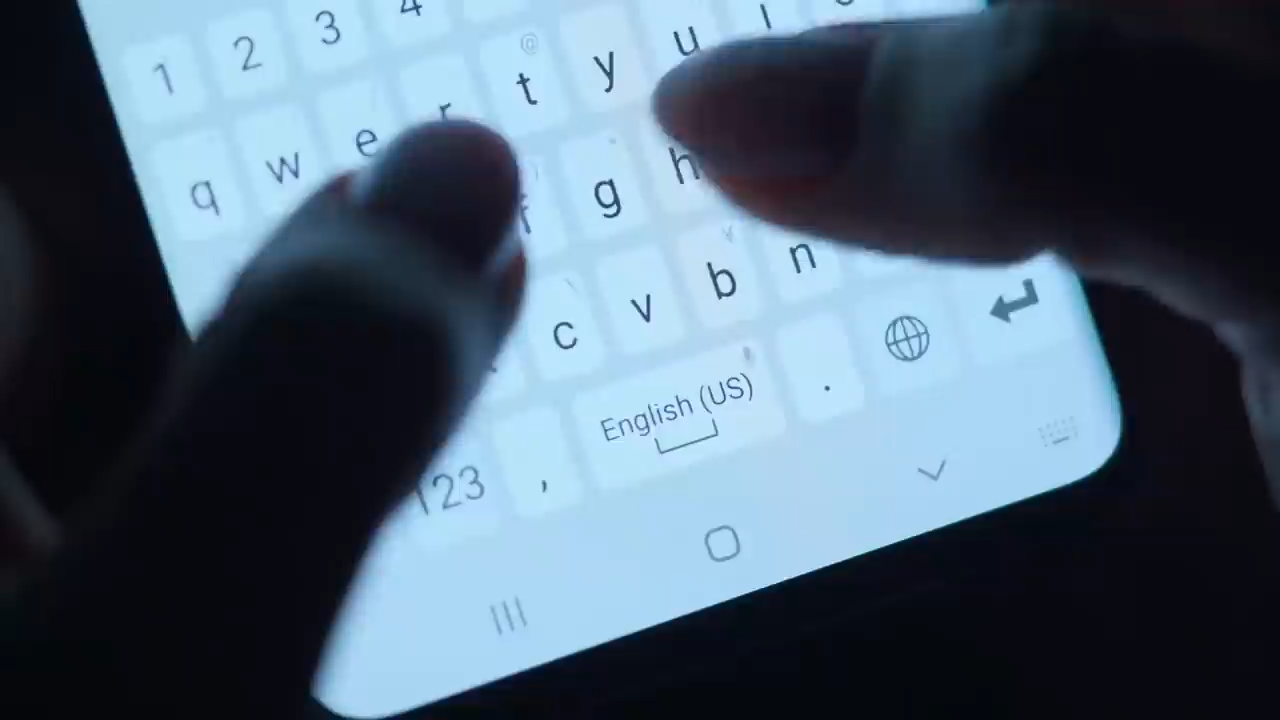 1 2 3 4
q w e r t y u
@
f g h
c v b n
!123 , English (US) .